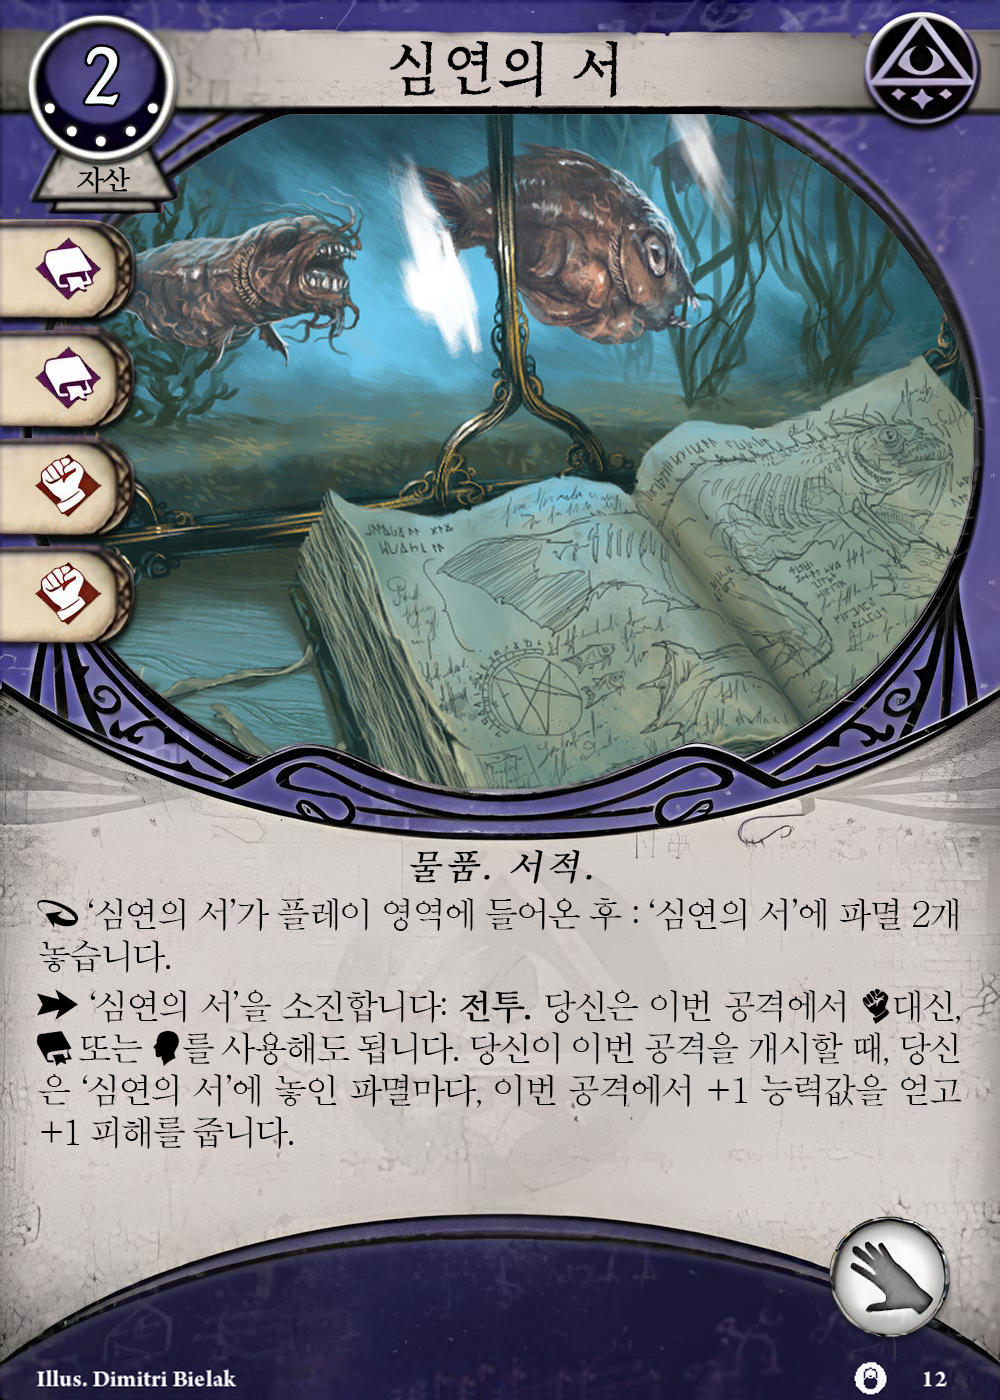 2
심연의 서
자산
물품. 서적.
‘심연의 서’가 플레이 영역에 들어온 후 : ‘심연의 서’에 파멸 2개
놓습니다.
‘심연의 서’을 소진합니다: 전투. 당신은 이번 공격에서 대신,
또는 를 사용해도 됩니다. 당신이 이번 공격을 개시할 때, 당신
은 ‘심연의 서’에 놓인 파멸마다, 이번 공격에서 +1 능력값을 얻고
+1 피해를 줍니다.
Illus. Dimitri Bielak
12